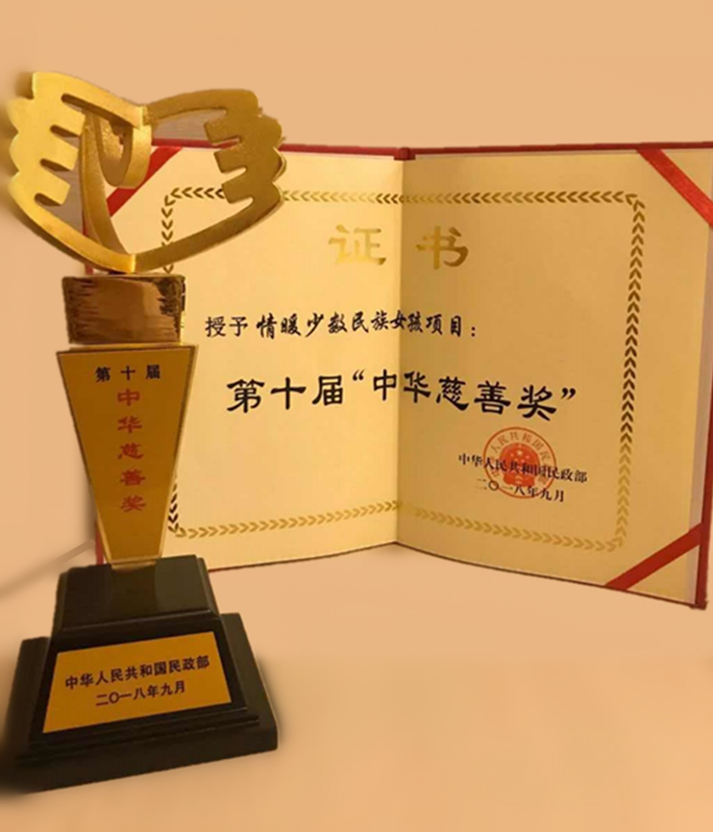 第十届
中华慈善奖
中华人民共和国民政部
二〇一八年九月
证书
授予 情暖少数民族女孩项目：
第十届“中华慈善奖”
中华人民共和国民政部
二〇一八年九月